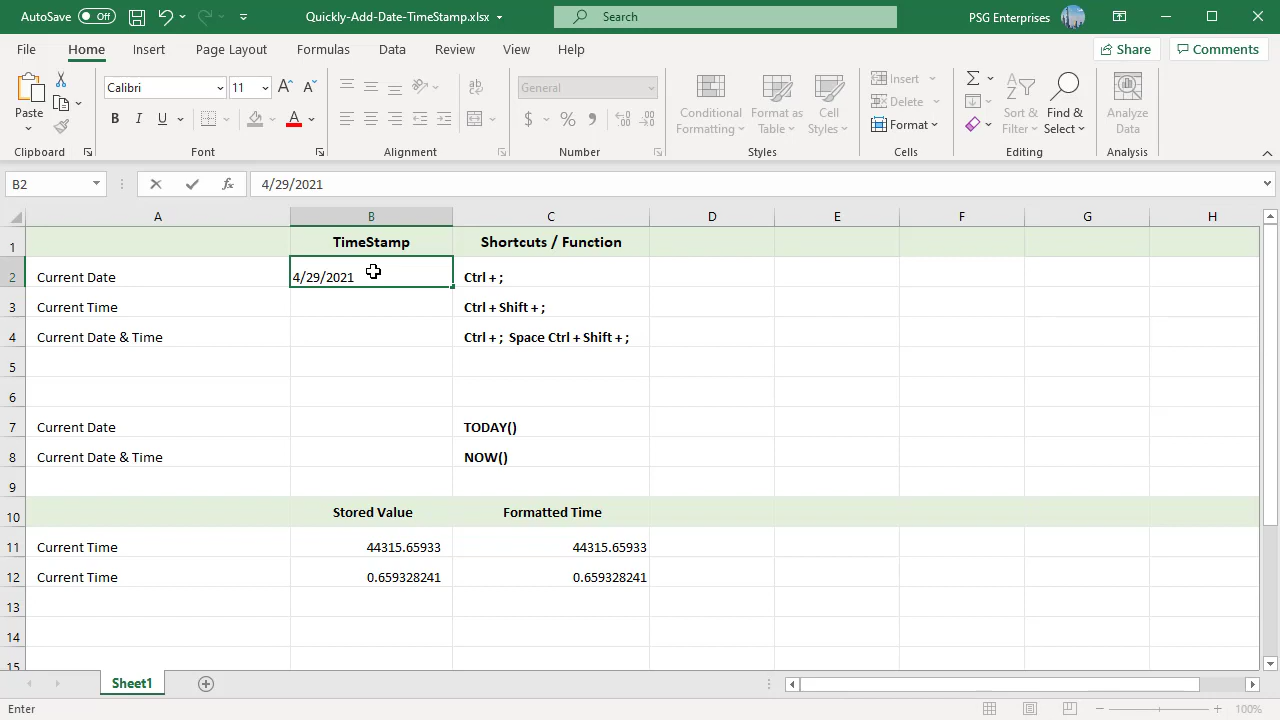 AutoSave Off Quickly-Add-Date-TimeStamp.xlsx Search PSG Enterprises
File Home Insert Page Layout Formulas Data Review View Help Share Comments
Paste Calibri 11 A A ab General Conditional Formatting Format as Table Cell Styles Insert Delete Format Sort & Filter Find & Select Analyze Data
B I U A $ % 9
Clipboard Font Alignment Number Styles Cells Editing Analysis
B2 fx 4/29/2021
A B C D E F G H
1 TimeStamp Shortcuts / Function
2 Current Date 4/29/2021 Ctrl + ;
3 Current Time Ctrl + Shift + ;
4 Current Date & Time Ctrl + ; Space Ctrl + Shift + ;
5
6
7 Current Date TODAY()
8 Current Date & Time NOW()
9
10 Stored Value Formatted Time
11 Current Time 44315.65933 44315.65933
12 Current Time 0.659328241 0.659328241
13
14
15
Sheet1
Enter 100%